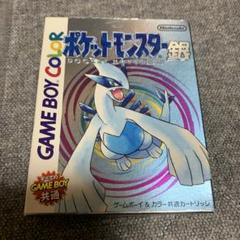 Nintendo
GAME BOY COLOR
ポケットモンスター 銀
GAME BOY
共通
ゲームボーイ&カラー共通カートリッジ